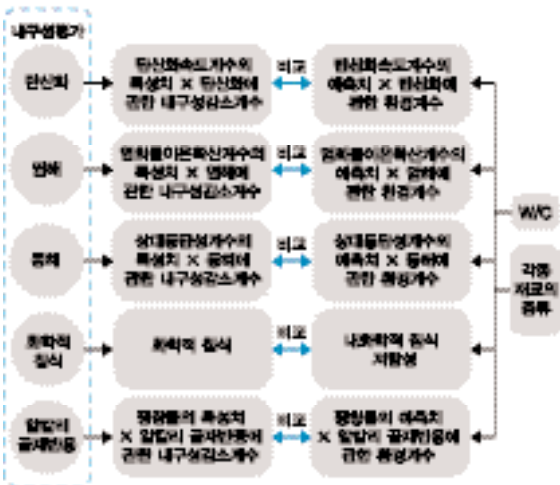 내구성평가
탄산화
탄산화속도계수의
특성치 × 탄산화에
관한 내구성감소계수
비교
탄산화속도계수의
예측치 × 탄산화에
관한 환경계수
염해
염화물이온확산계수의
특성치 × 염해에
관한 내구성감소계수
비교
염화물이온확산계수의
예측치 × 염해에
관한 환경계수
동해
상대동탄성계수의
특성치 × 동해에
관한 내구성감소계수
비교
상대동탄성계수의
예측치 × 동해에
관한 환경계수
화학적
침식
화학적 침식
비교
내화학적 침식
저항성
알칼리
골재반응
팽창률의 특성치
× 알칼리 골재반응에
관한 내구성감소계수
비교
팽창률의 예측치
× 알칼리 골재반응에
관한 환경계수
W/C
각종
재료의
종류